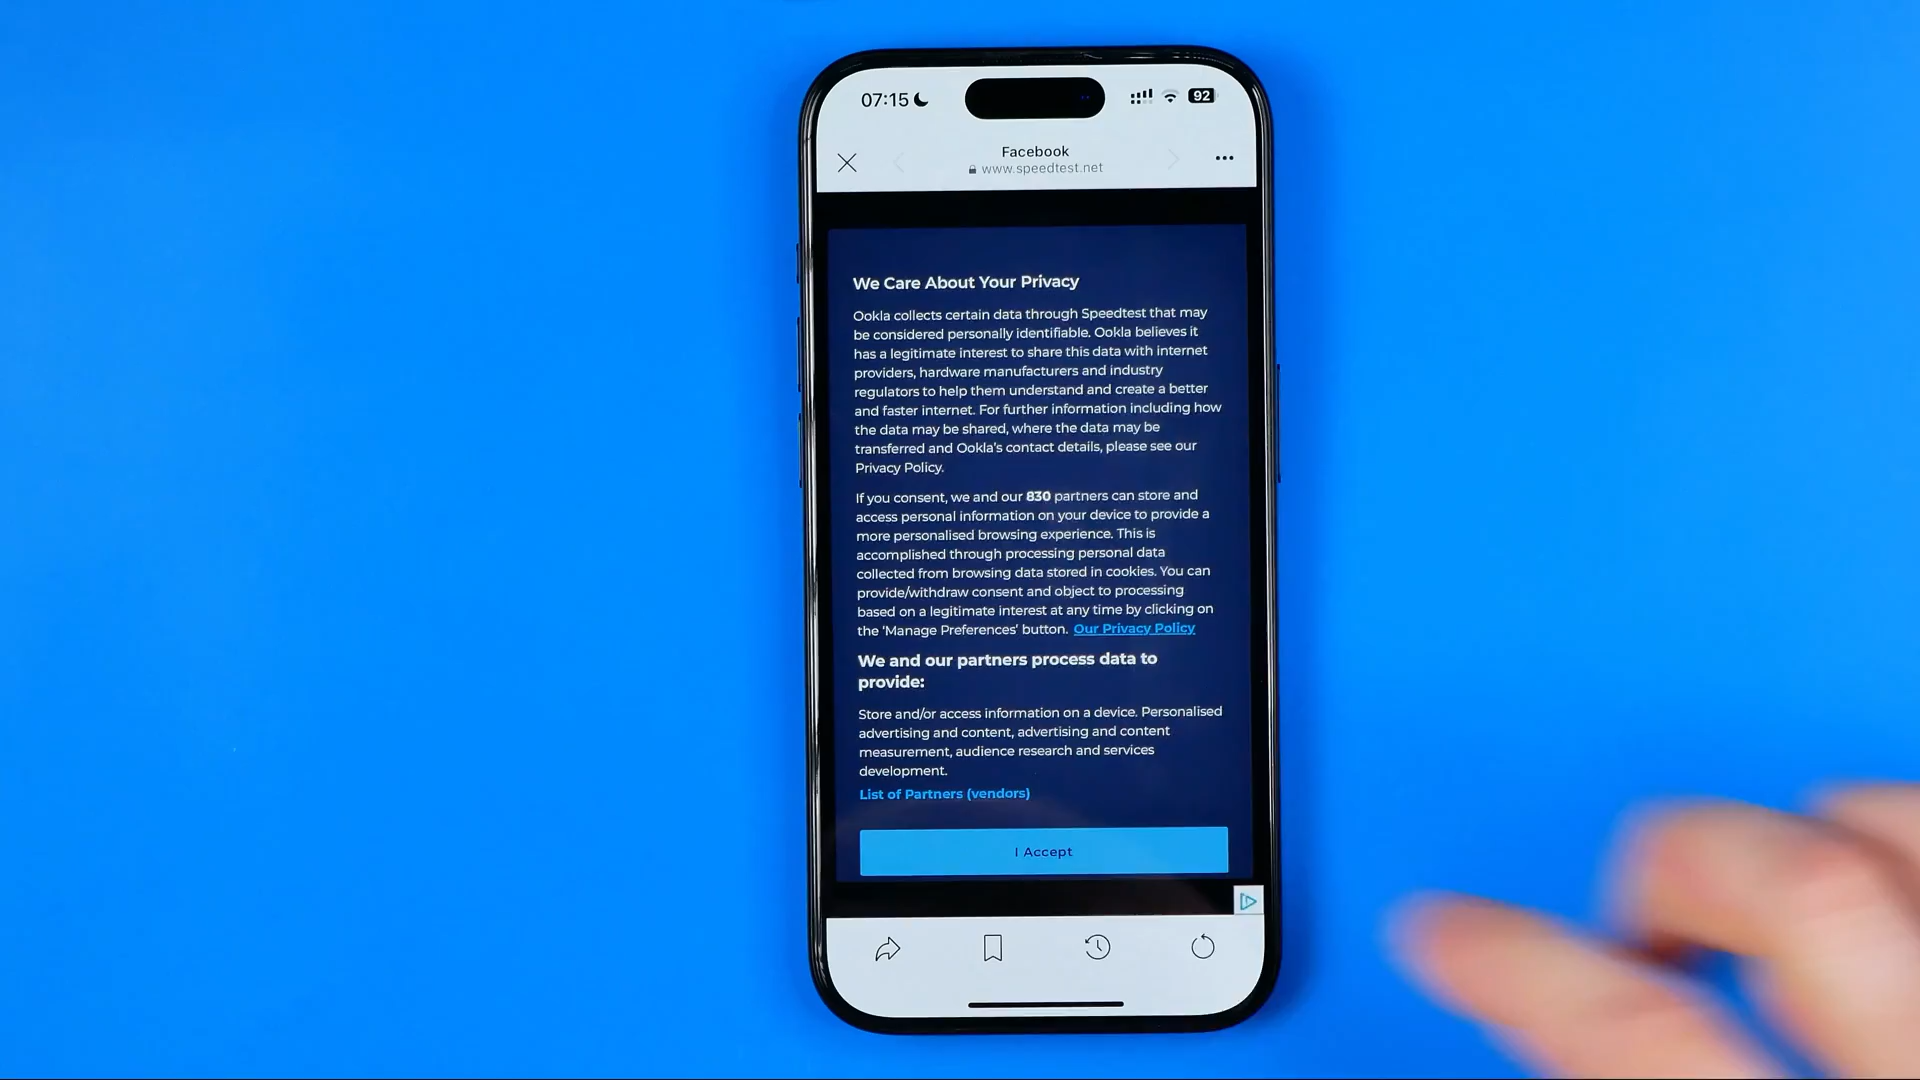 07:15
92
Facebook
www.speedtest.net
We Care About Your Privacy
Ookla collects certain data through Speedtest that may
be considered personally identifiable. Ookla believes it
has a legitimate interest to share this data with internet
providers, hardware manufacturers and industry
regulators to help them understand and create a better
and faster internet. For further information including how
the data may be shared, where the data may be
transferred and Ookla's contact details, please see our
Privacy Policy.
If you consent, we and our 830 partners can store and
access personal information on your device to provide a
more personalised browsing experience. This is
accomplished through processing personal data
collected from browsing data stored in cookies. You can
provide/withdraw consent and object to processing
based on a legitimate interest at any time by clicking on
the 'Manage Preferences' button. Our Privacy Policy
We and our partners process data to
provide:
Store and/or access information on a device. Personalised
advertising and content, advertising and content
measurement, audience research and services
development.
List of Partners (vendors)
I Accept